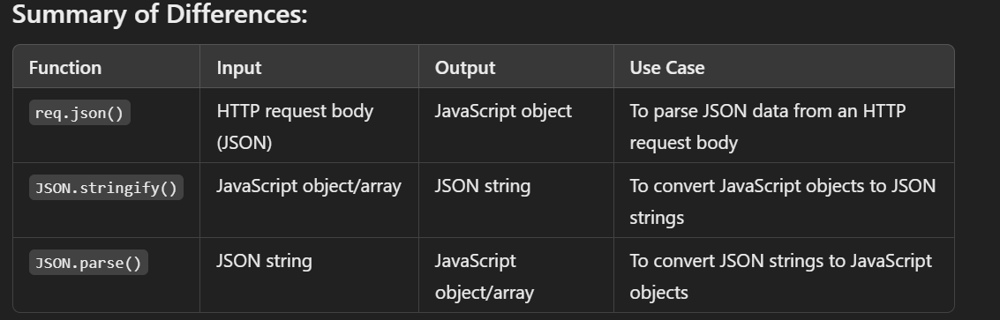 Summary of Differences:
Function Input Output Use Case
req.json() HTTP request body JavaScript object To parse JSON data from an HTTP
(JSON) request body
JSON.stringify() JavaScript object/array JSON string To convert JavaScript objects to JSON
strings
JSON.parse() JSON string JavaScript To convert JSON strings to JavaScript
object/array objects